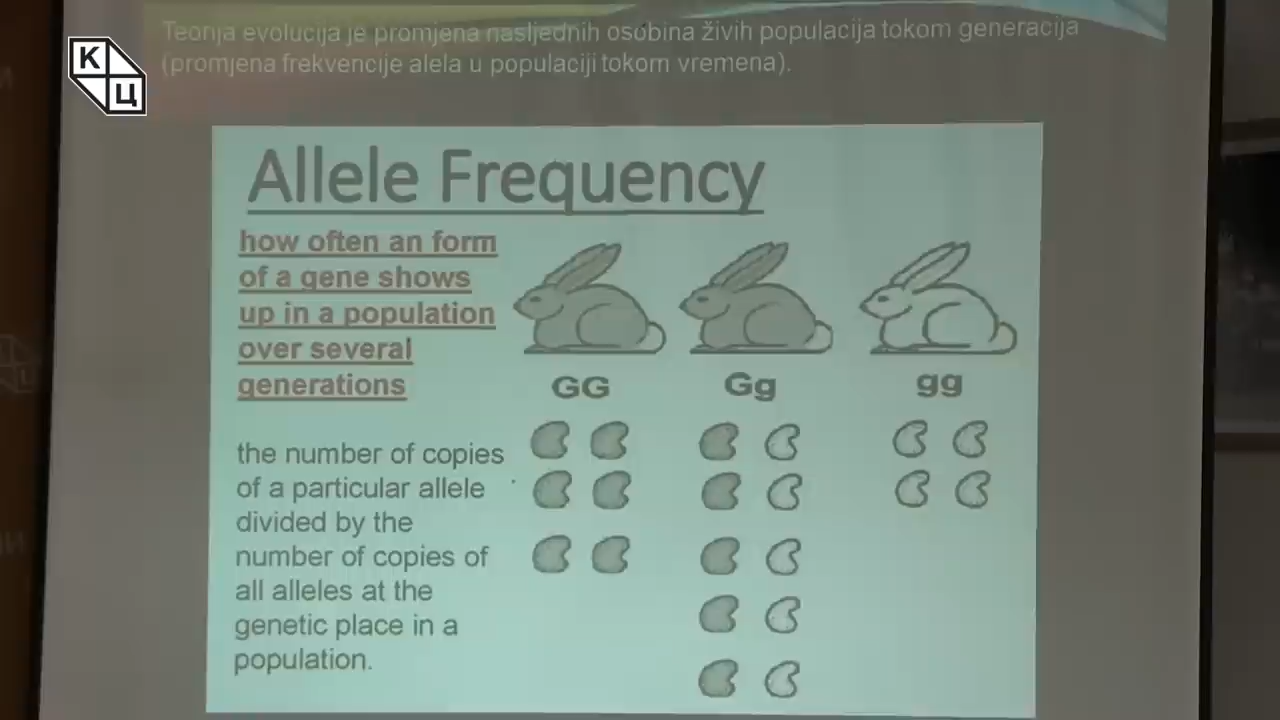 Teorija evolucija je promjena nasljednih osobina živih populacija tokom generacija
(promjena frekvencije alela u populaciji tokom vremena).
К
Ц
Allele Frequency
how often an form
of a gene shows
up in a population
over several
generations
GG Gg gg
the number of copies
of a particular allele
divided by the
number of copies of
all alleles at the
genetic place in a
population.